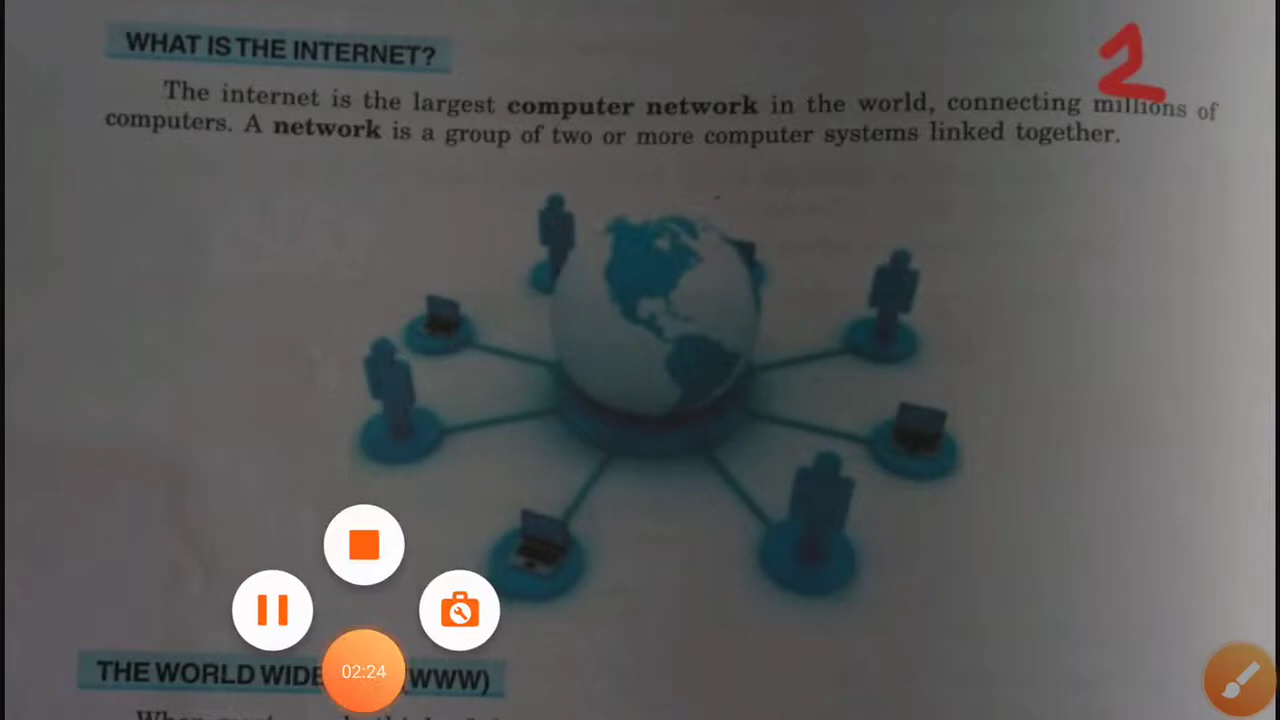 WHAT IS THE INTERNET?
2
The internet is the largest computer network in the world, connecting millions of
computers. A network is a group of two or more computer systems linked together.
02:24
THE WORLD WIDE (WWW)